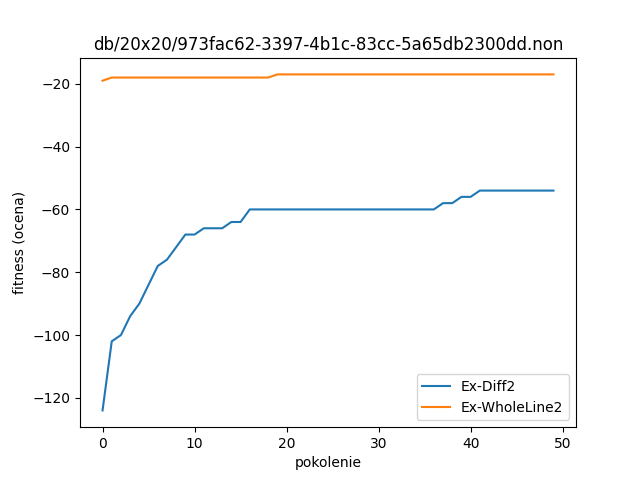 db/20x20/973fac62-3397-4b1c-83cc-5a65db2300dd.non
fitness (ocena)
−20
−40
−60
−80
−100
−120
0 10 20 30 40 50
pokolenie
Ex-Diff2
Ex-WholeLine2